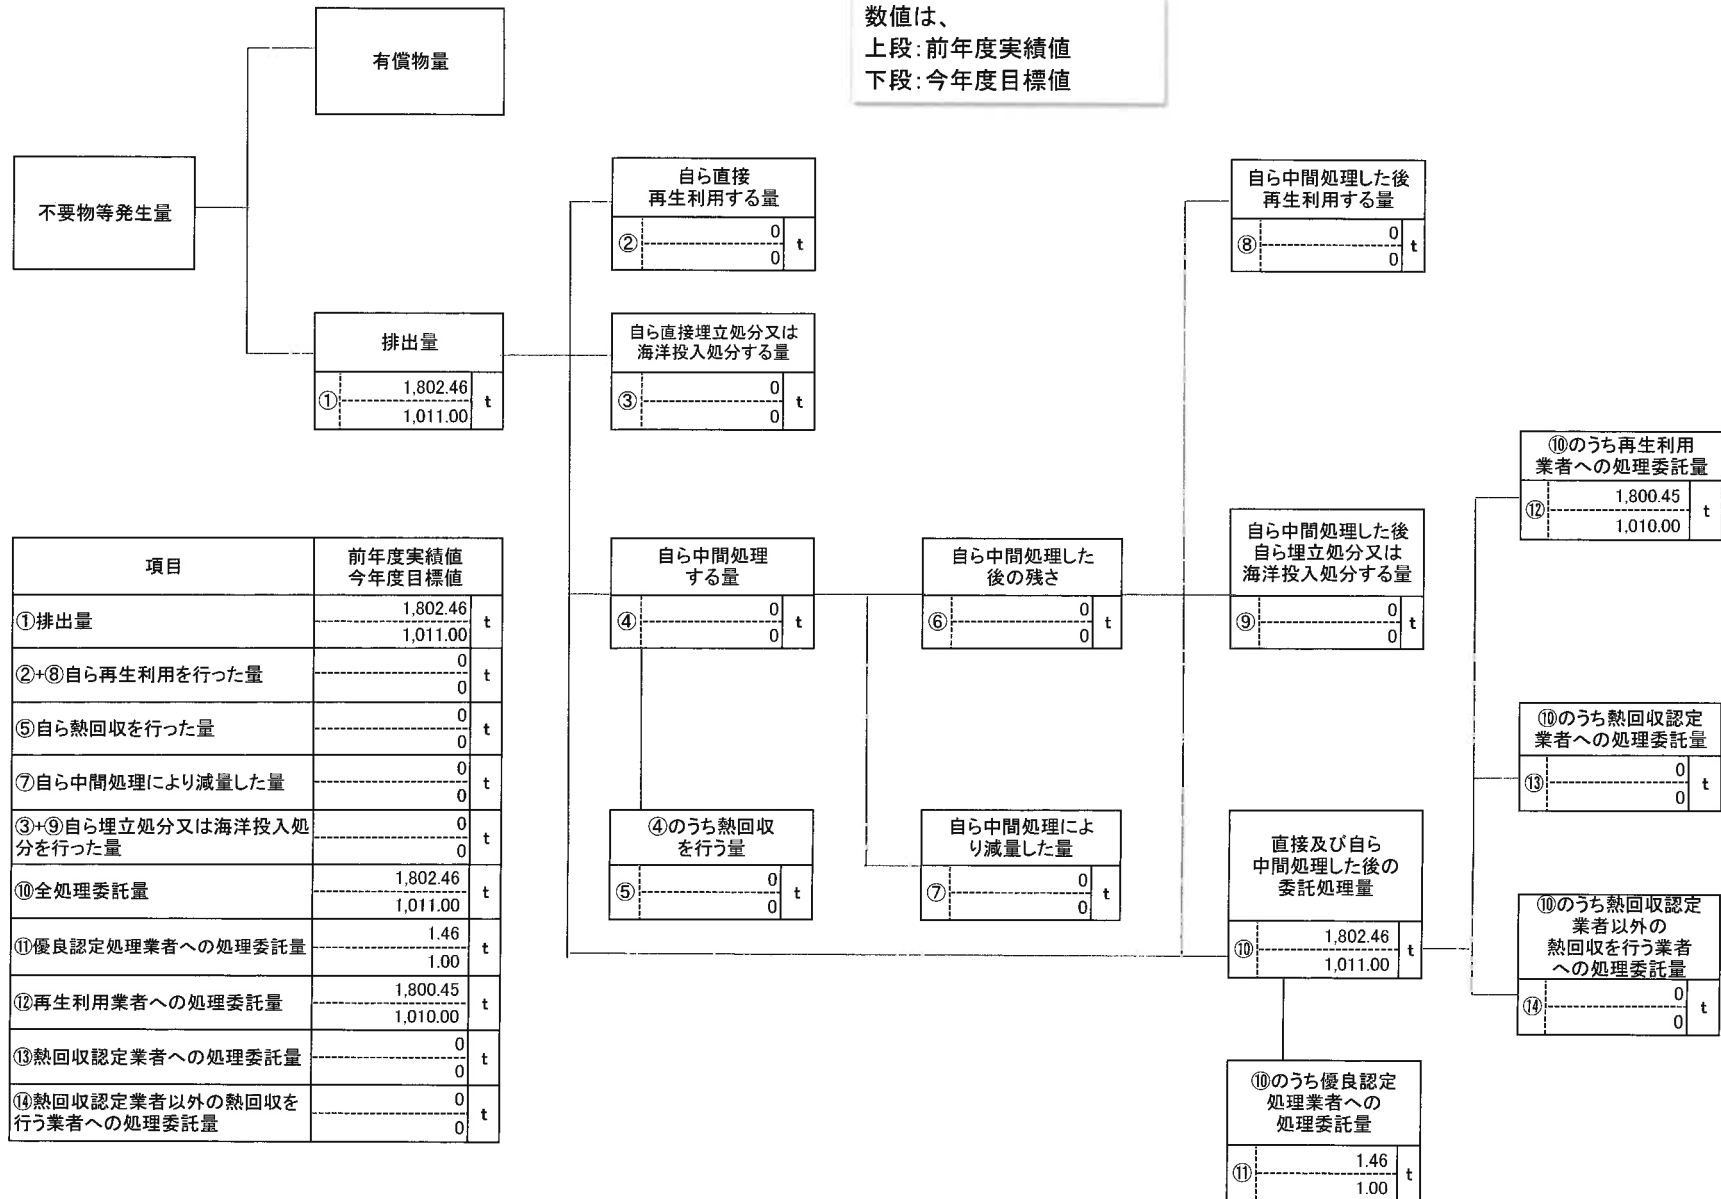 数値は、
上段：前年度実績値
下段：今年度目標値
有償物量
不要物等発生量
排出量
①
1,802.46
1,011.00
t
自ら直接
再生利用する量
②
0
0
t
自ら直接埋立処分又は
海洋投入処分する量
③
0
0
t
自ら中間処理
する量
④
0
0
t
④のうち熱回収
を行う量
⑤
0
0
t
自ら中間処理した
後の残さ
⑥
0
0
t
自ら中間処理によ
り減量した量
⑦
0
0
t
自ら中間処理した後
再生利用する量
⑧
0
0
t
自ら中間処理した後
自ら埋立処分又は
海洋投入処分する量
⑨
0
0
t
直接及び自ら
中間処理した後の
委託処理量
⑩
1,802.46
1,011.00
t
⑩のうち優良認定
処理業者への
処理委託量
⑪
1.46
1.00
t
⑩のうち再生利用
業者への処理委託量
⑫
1,800.45
1,010.00
t
⑩のうち熱回収認定
業者への処理委託量
⑬
0
0
t
⑩のうち熱回収認定
業者以外の
熱回収を行う業者
への処理委託量
⑭
0
0
t
項目
前年度実績値
今年度目標値
①排出量
1,802.46
1,011.00
t
②+⑧自ら再生利用を行った量
0
0
t
⑤自ら熱回収を行った量
0
0
t
⑦自ら中間処理により減量した量
0
0
t
③+⑨自ら埋立処分又は海洋投入処
分を行った量
0
0
t
⑩全処理委託量
1,802.46
1,011.00
t
⑪優良認定処理業者への処理委託量
1.46
1.00
t
⑫再生利用業者への処理委託量
1,800.45
1,010.00
t
⑬熱回収認定業者への処理委託量
0
0
t
⑭熱回収認定業者以外の熱回収を
行う業者への処理委託量
0
0
t